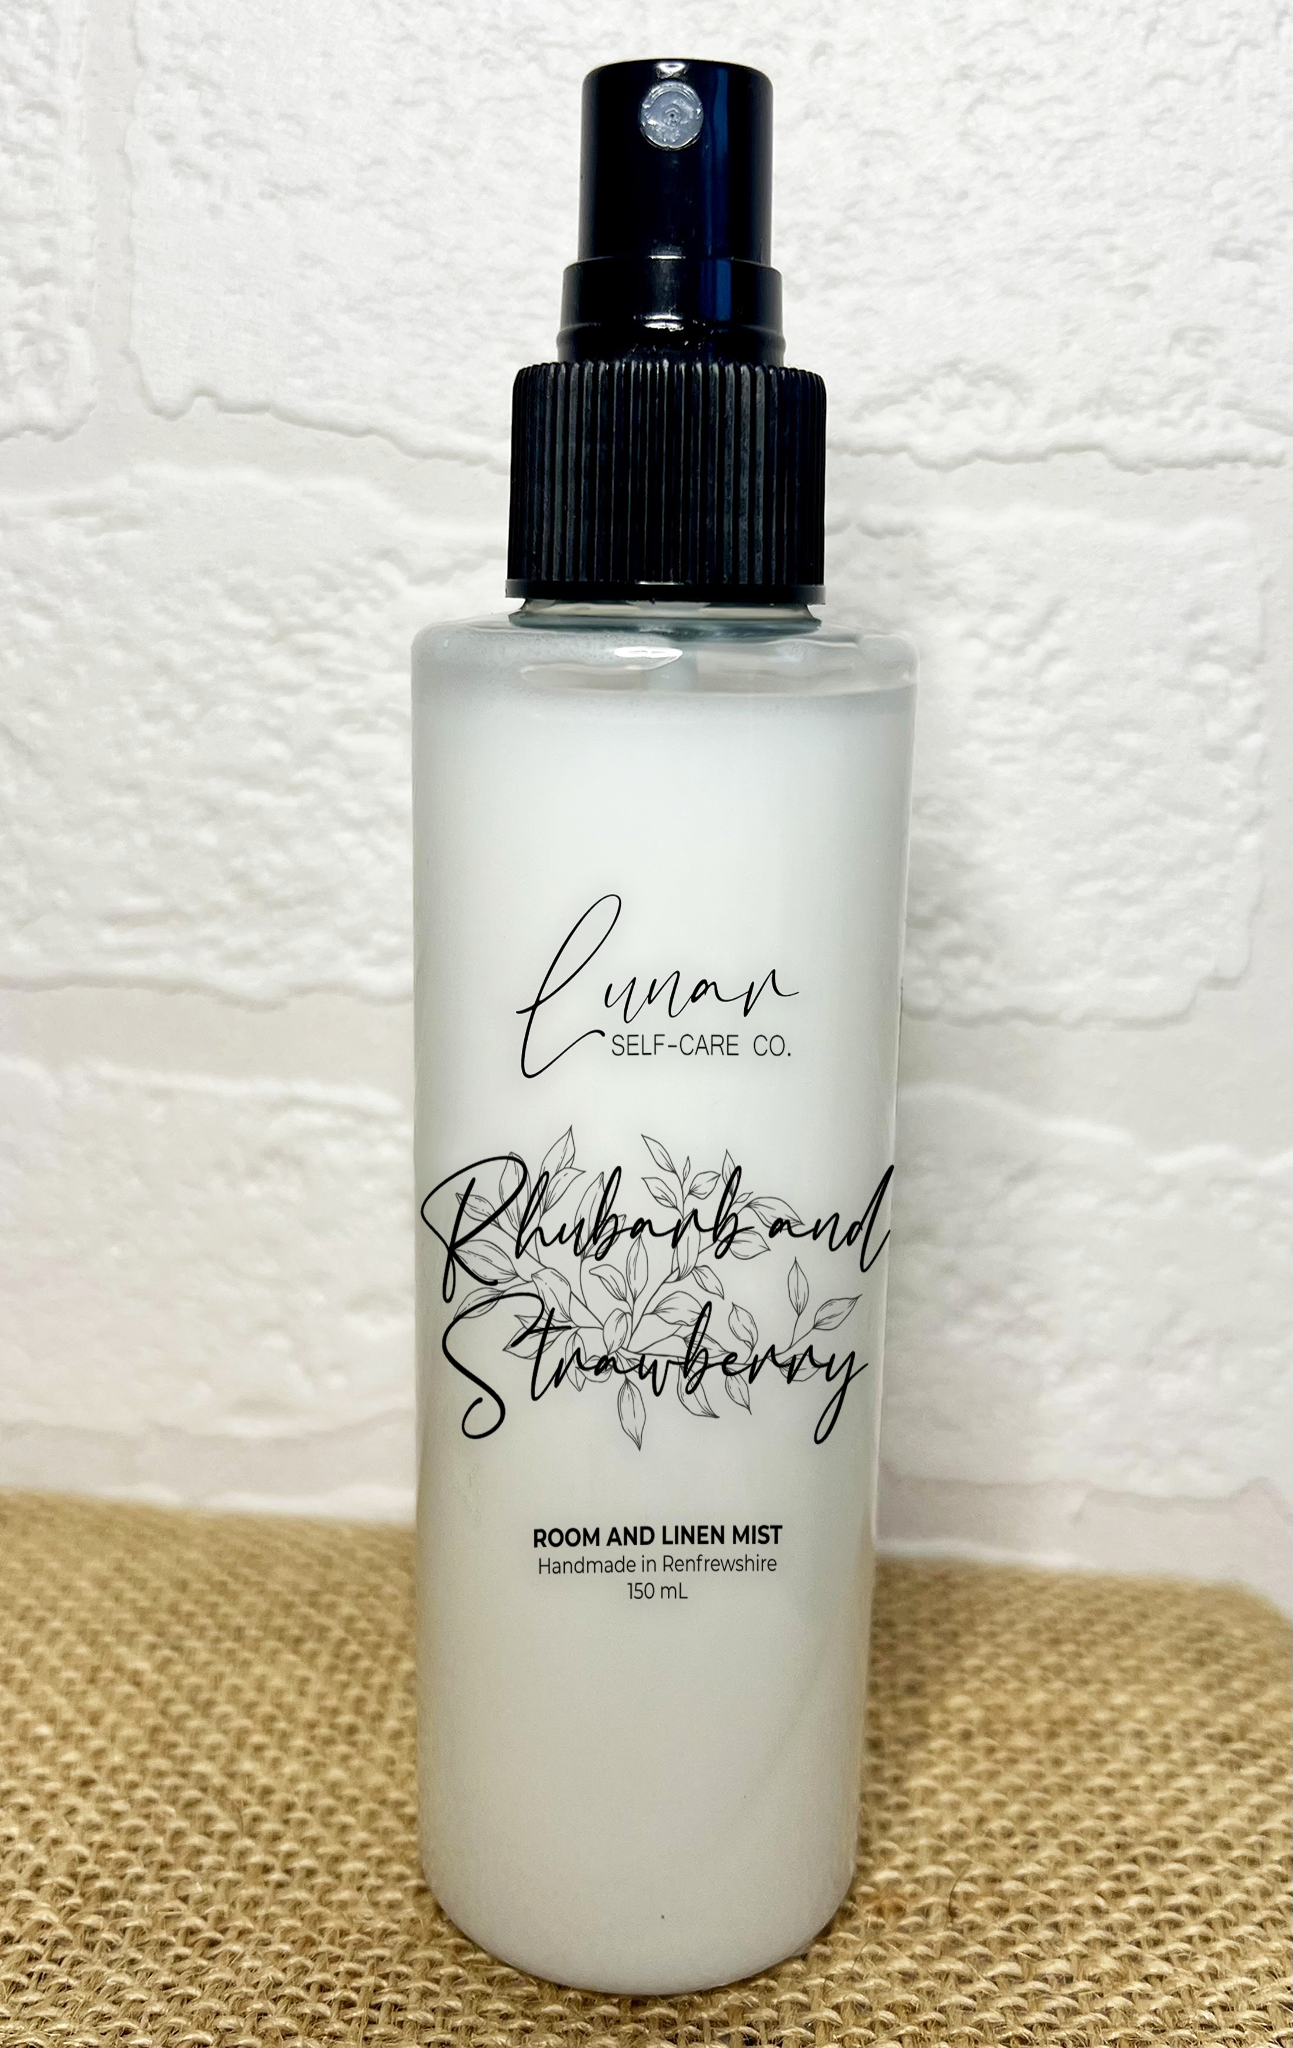 Lunar
SELF-CARE CO.
Rhubarb and
Strawberry
ROOM AND LINEN MIST
Handmade in Renfrewshire
150 mL